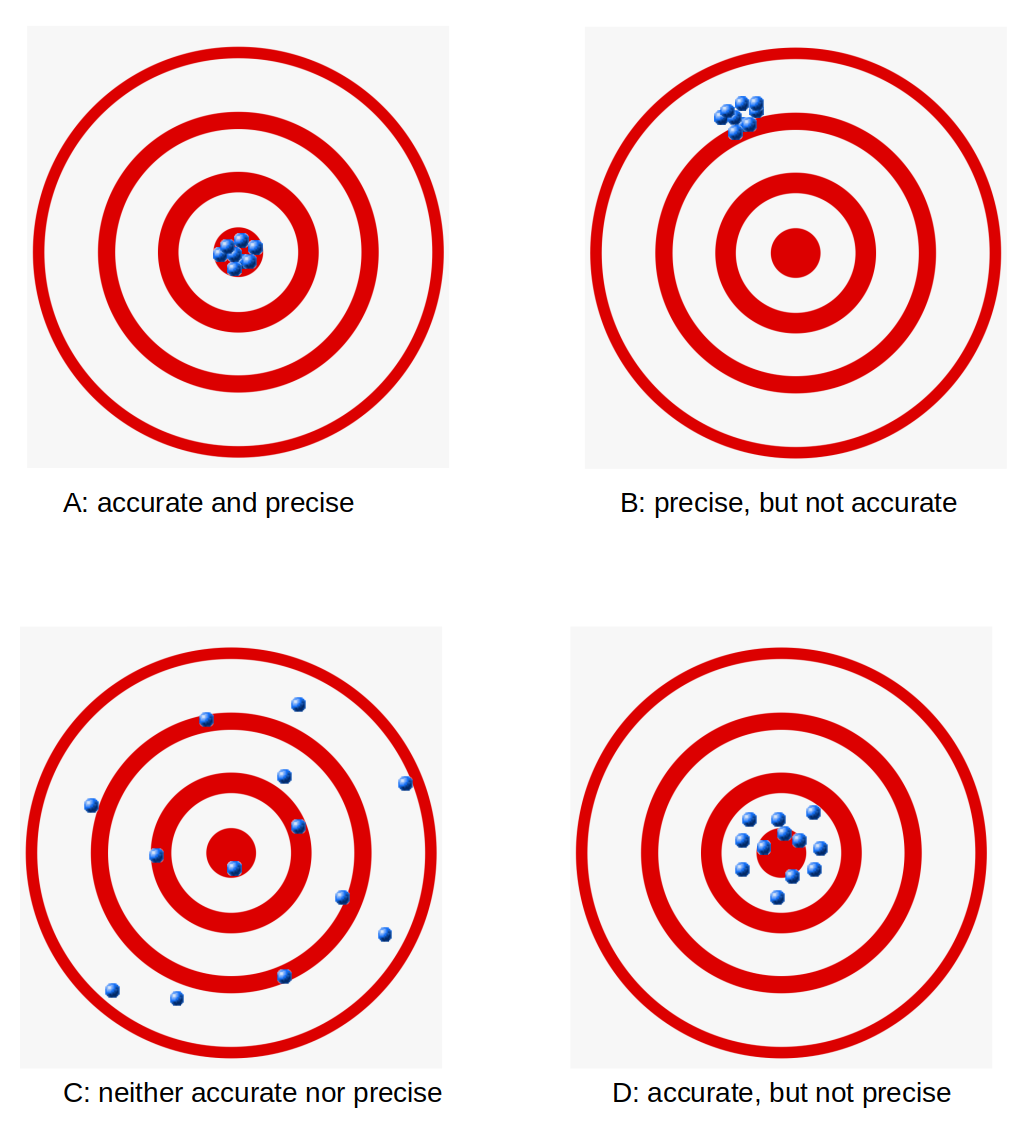 A: accurate and precise
B: precise, but not accurate
C: neither accurate nor precise
D: accurate, but not precise